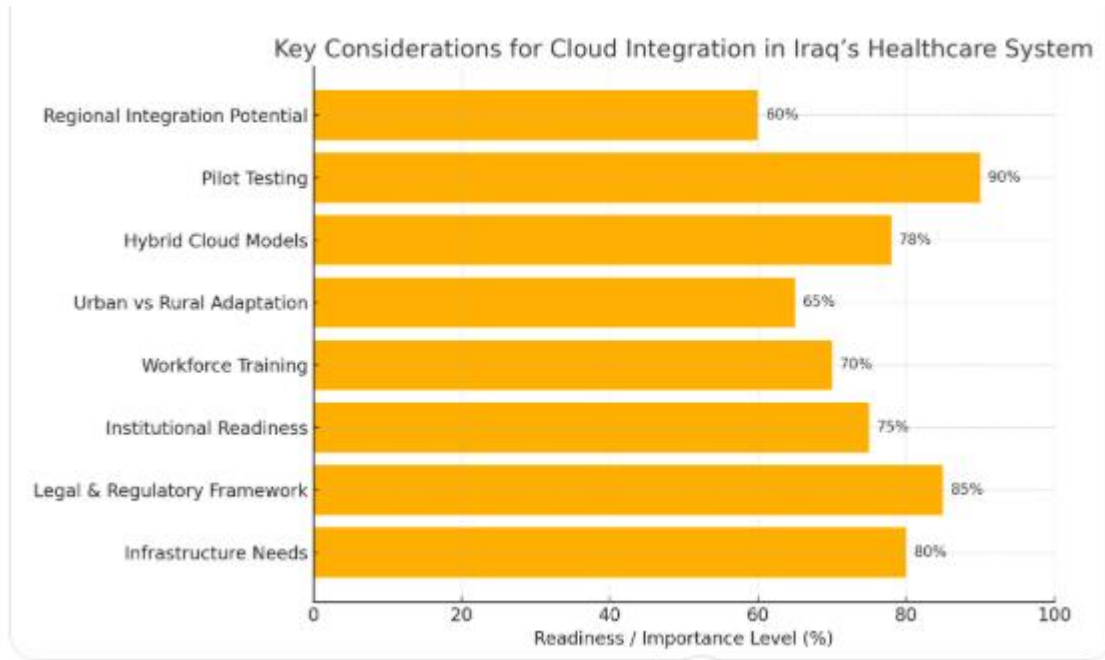 Key Considerations for Cloud Integration in Iraq’s Healthcare System
Regional Integration Potential 60%
Pilot Testing 90%
Hybrid Cloud Models 78%
Urban vs Rural Adaptation 65%
Workforce Training 70%
Institutional Readiness 75%
Legal & Regulatory Framework 85%
Infrastructure Needs 80%
0 20 40 60 80 100
Readiness / Importance Level (%)